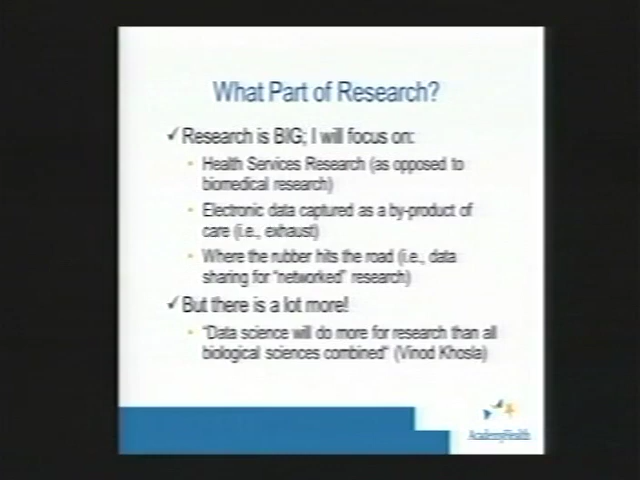 What Part of Research?
✓Research is BIG; I will focus on:
• Health Services Research (as opposed to
biomedical research)
• Electronic data captured as a by-product of
care (i.e., exhaust)
• Where the rubber hits the road (i.e., data
sharing for "networked" research)
✓But there is a lot more!
• "Data science will do more for research than all
biological sciences combined" (Vinod Khosla)
AcademyHealth